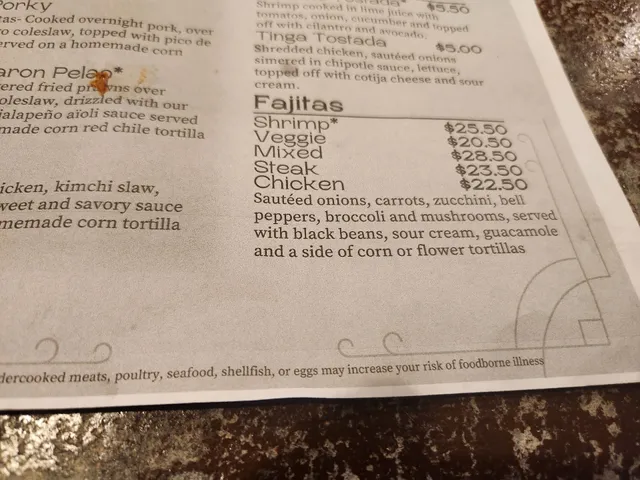 Porky
tas- Cooked overnight pork, over
o coleslaw, topped with pico de
erved on a homemade corn
aron Pelao*
ered fried prawns over
oleslaw, drizzled with our
jalapeño aïoli sauce served
made corn red chile tortilla
icken, kimchi slaw,
weet and savory sauce
memade corn tortilla
$5.50
Shrimp cooked in lime juice with
tomatos, onion, cucumber and topped
off with cilantro and avocado.
Tinga Tostada $5.00
Shredded chicken, sautéed onions
simered in chipotle sauce, lettuce,
topped off with cotija cheese and sour
cream.
Fajitas
Shrimp* $25.50
Veggie $20.50
Mixed $28.50
Steak $23.50
Chicken $22.50
Sautéed onions, carrots, zucchini, bell
peppers, broccoli and mushrooms, served
with black beans, sour cream, guacamole
and a side of corn or flower tortillas
dercooked meats, poultry, seafood, shellfish, or eggs may increase your risk of foodborne illness